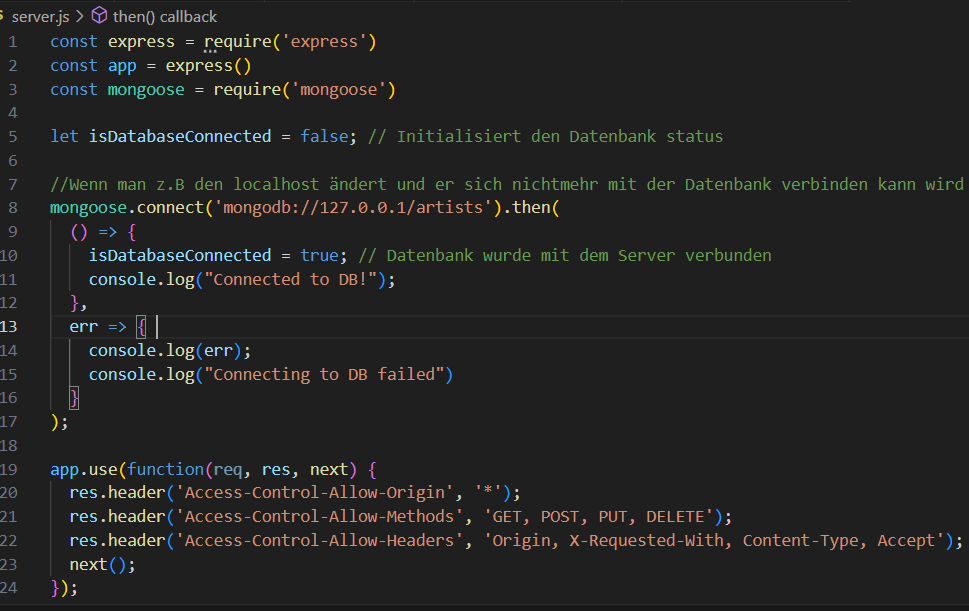 server.js > then() callback
1 const express = require('express')
2 const app = express()
3 const mongoose = require('mongoose')
4
5 let isDatabaseConnected = false; // Initialisiert den Datenbank status
6
7 //Wenn man z.B den localhost ändert und er sich nichtmehr mit der Datenbank verbinden kann wird
8 mongoose.connect('mongodb://127.0.0.1/artists').then(
9 () => {
10 isDatabaseConnected = true; // Datenbank wurde mit dem Server verbunden
11 console.log("Connected to DB!");
12 },
13 err => {
14 console.log(err);
15 console.log("Connecting to DB failed")
16 }
17 );
18
19 app.use(function(req, res, next) {
20 res.header('Access-Control-Allow-Origin', '*');
21 res.header('Access-Control-Allow-Methods', 'GET, POST, PUT, DELETE');
22 res.header('Access-Control-Allow-Headers', 'Origin, X-Requested-With, Content-Type, Accept');
23 next();
24 });